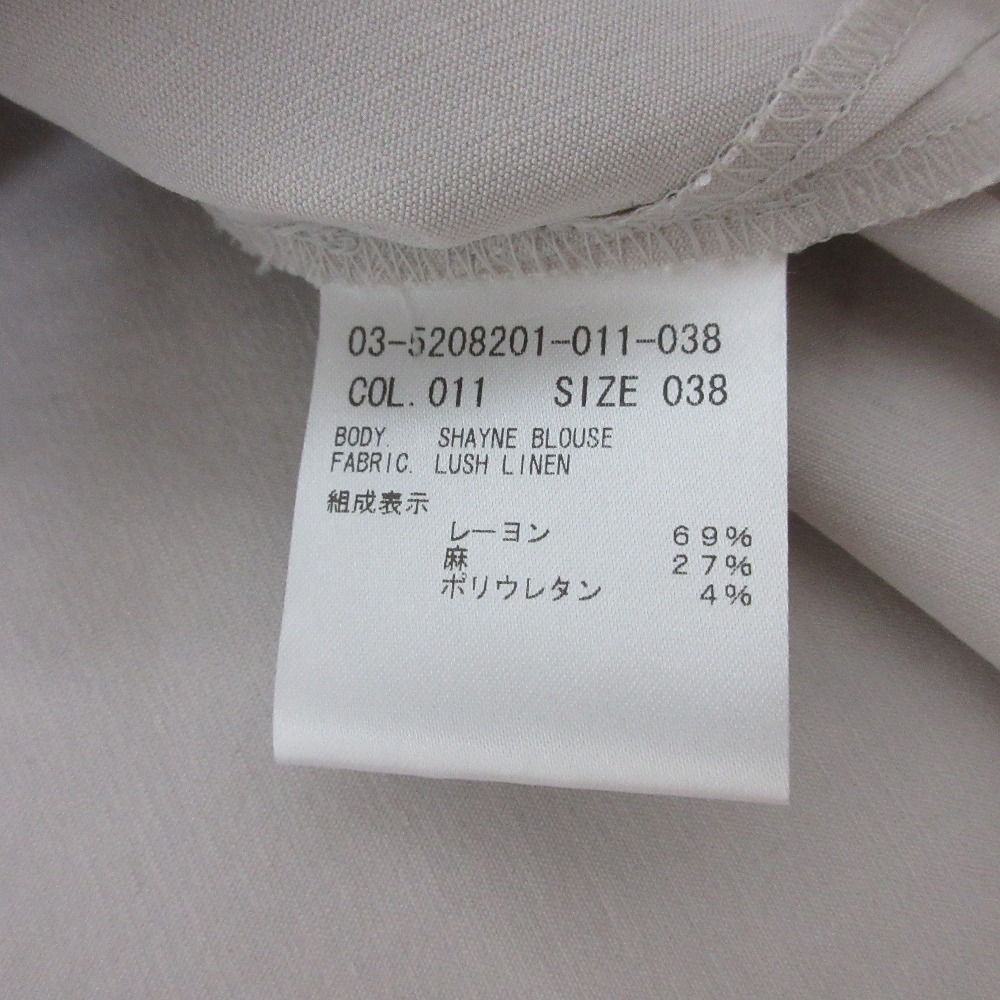 03-5208201-011-038
COL. 011 SIZE 038
BODY. SHAYNE BLOUSE
FABRIC. LUSH LINEN
組成表示
レーヨン 69%
麻 27%
ポリウレタン 4%